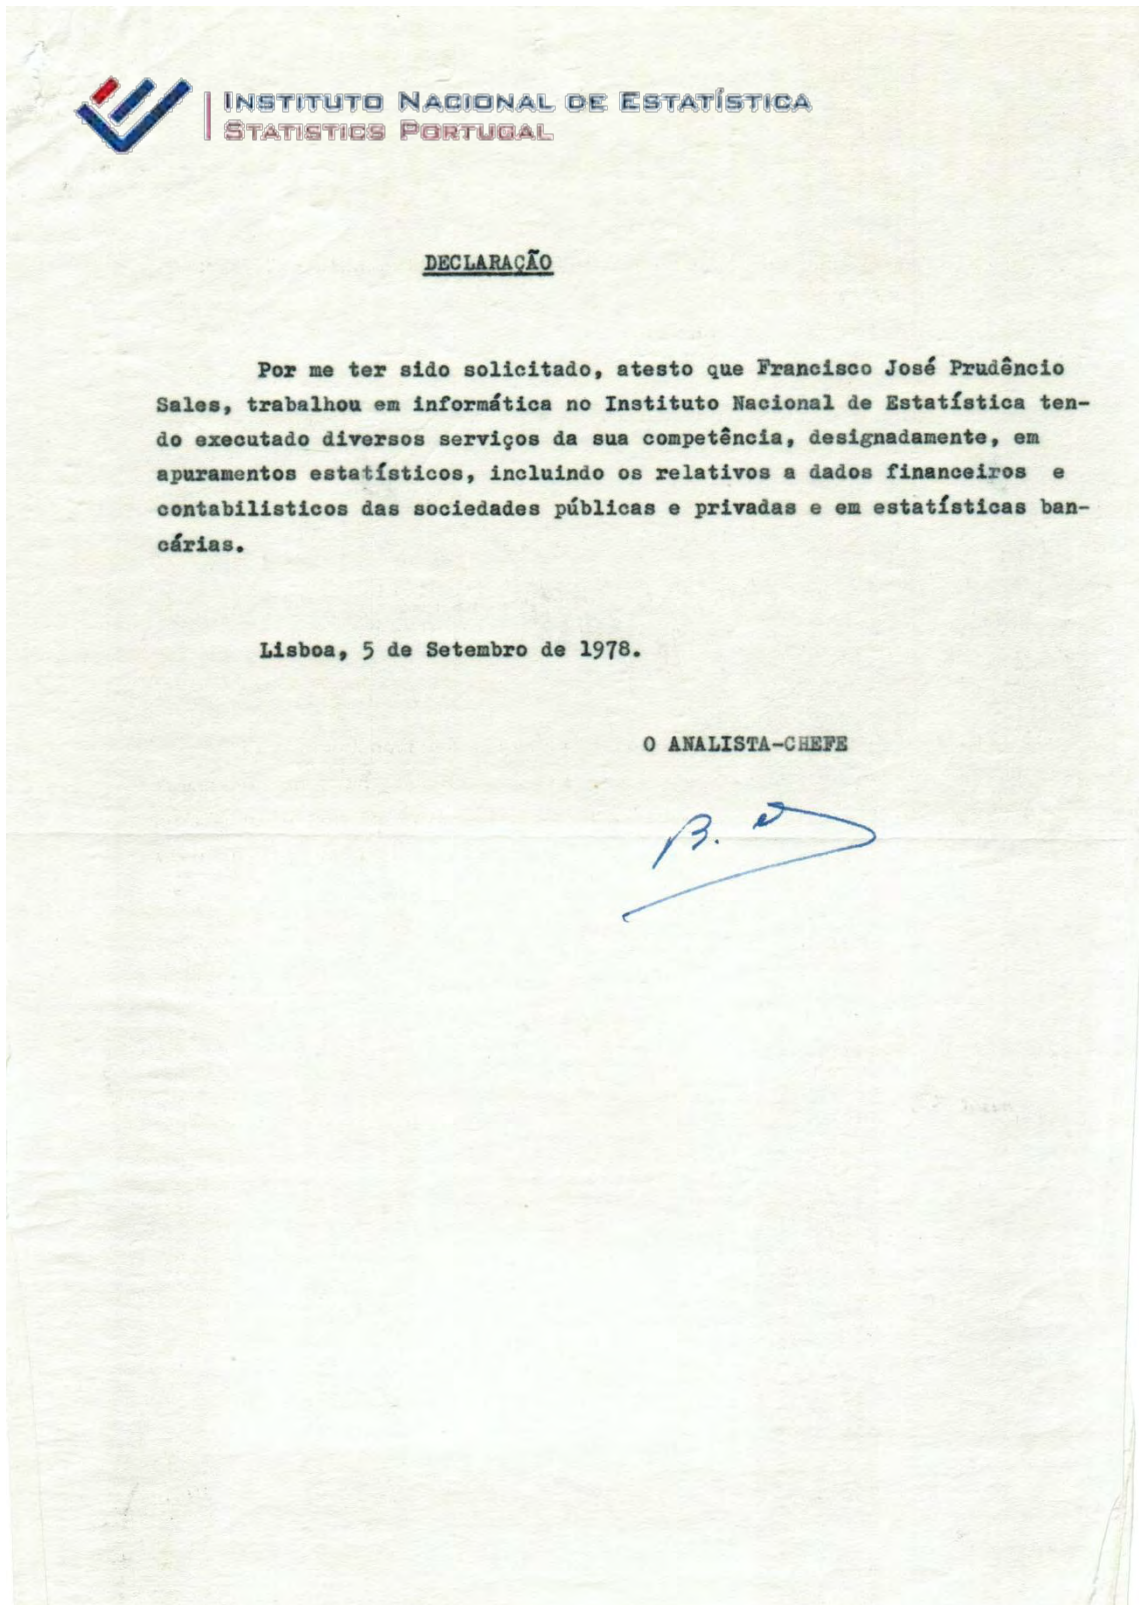 INSTITUTO NACIONAL DE ESTATÍSTICA
STATISTICS PORTUGAL
DECLARAÇÃO
Por me ter sido solicitado, atesto que Francisco José Prudêncio
Sales, trabalhou em informática no Instituto Nacional de Estatística ten-
do executado diversos serviços da sua competência, designadamente, em
apuramentos estatísticos, incluindo os relativos a dados financeiros e
contabilisticos das sociedades públicas e privadas e em estatísticas ban-
cárias.
Lisboa, 5 de Setembro de 1978.
O ANALISTA-CHEFE
B.